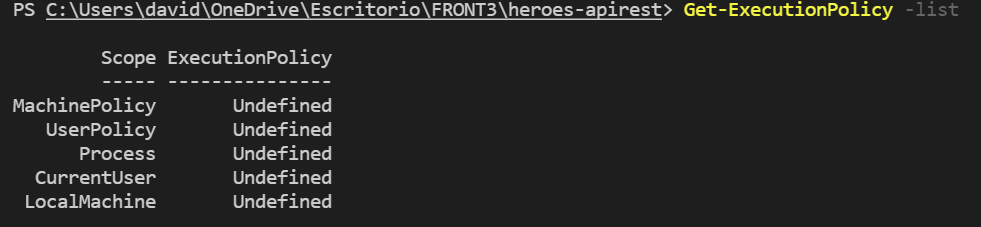 PS C:\Users\david\OneDrive\Escritorio\FRONT3\heroes-apirest> Get-ExecutionPolicy -list
Scope ExecutionPolicy
----- ---------------
MachinePolicy Undefined
UserPolicy Undefined
Process Undefined
CurrentUser Undefined
LocalMachine Undefined